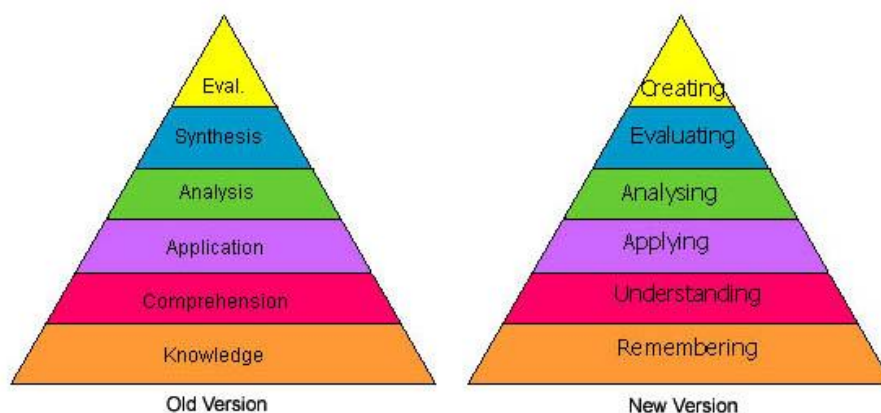 Eval.
Synthesis
Analysis
Application
Comprehension
Knowledge
Old Version
Creating
Evaluating
Analysing
Applying
Understanding
Remembering
New Version